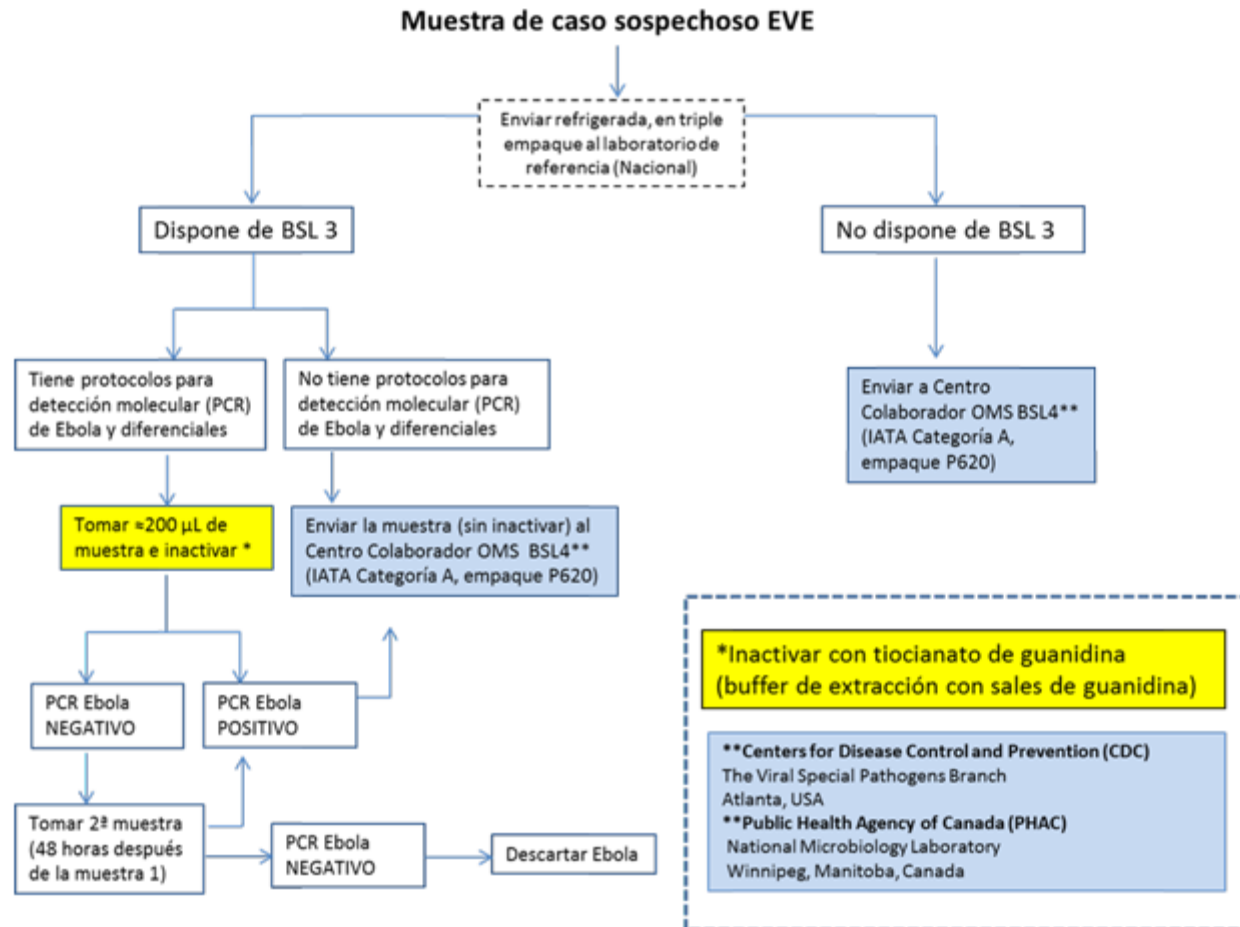 Muestra de caso sospechoso EVE
Enviar refrigerada, en triple
empaque al laboratorio de
referencia (Nacional)
Dispone de BSL 3
No dispone de BSL 3
Tiene protocolos para
detección molecular (PCR)
de Ebola y diferenciales
No tiene protocolos para
detección molecular (PCR)
de Ebola y diferenciales
Enviar a Centro
Colaborador OMS BSL4**
(IATA Categoría A,
empaque P620)
Tomar ≈200 µL de
muestra e inactivar *
Enviar la muestra (sin inactivar) al
Centro Colaborador OMS BSL4**
(IATA Categoría A, empaque P620)
PCR Ebola
NEGATIVO
PCR Ebola
POSITIVO
Tomar 2ª muestra
(48 horas después
de la muestra 1)
PCR Ebola
NEGATIVO
Descartar Ebola
*Inactivar con tiocianato de guanidina
(buffer de extracción con sales de guanidina)
**Centers for Disease Control and Prevention (CDC)
The Viral Special Pathogens Branch
Atlanta, USA
**Public Health Agency of Canada (PHAC)
National Microbiology Laboratory
Winnipeg, Manitoba, Canada